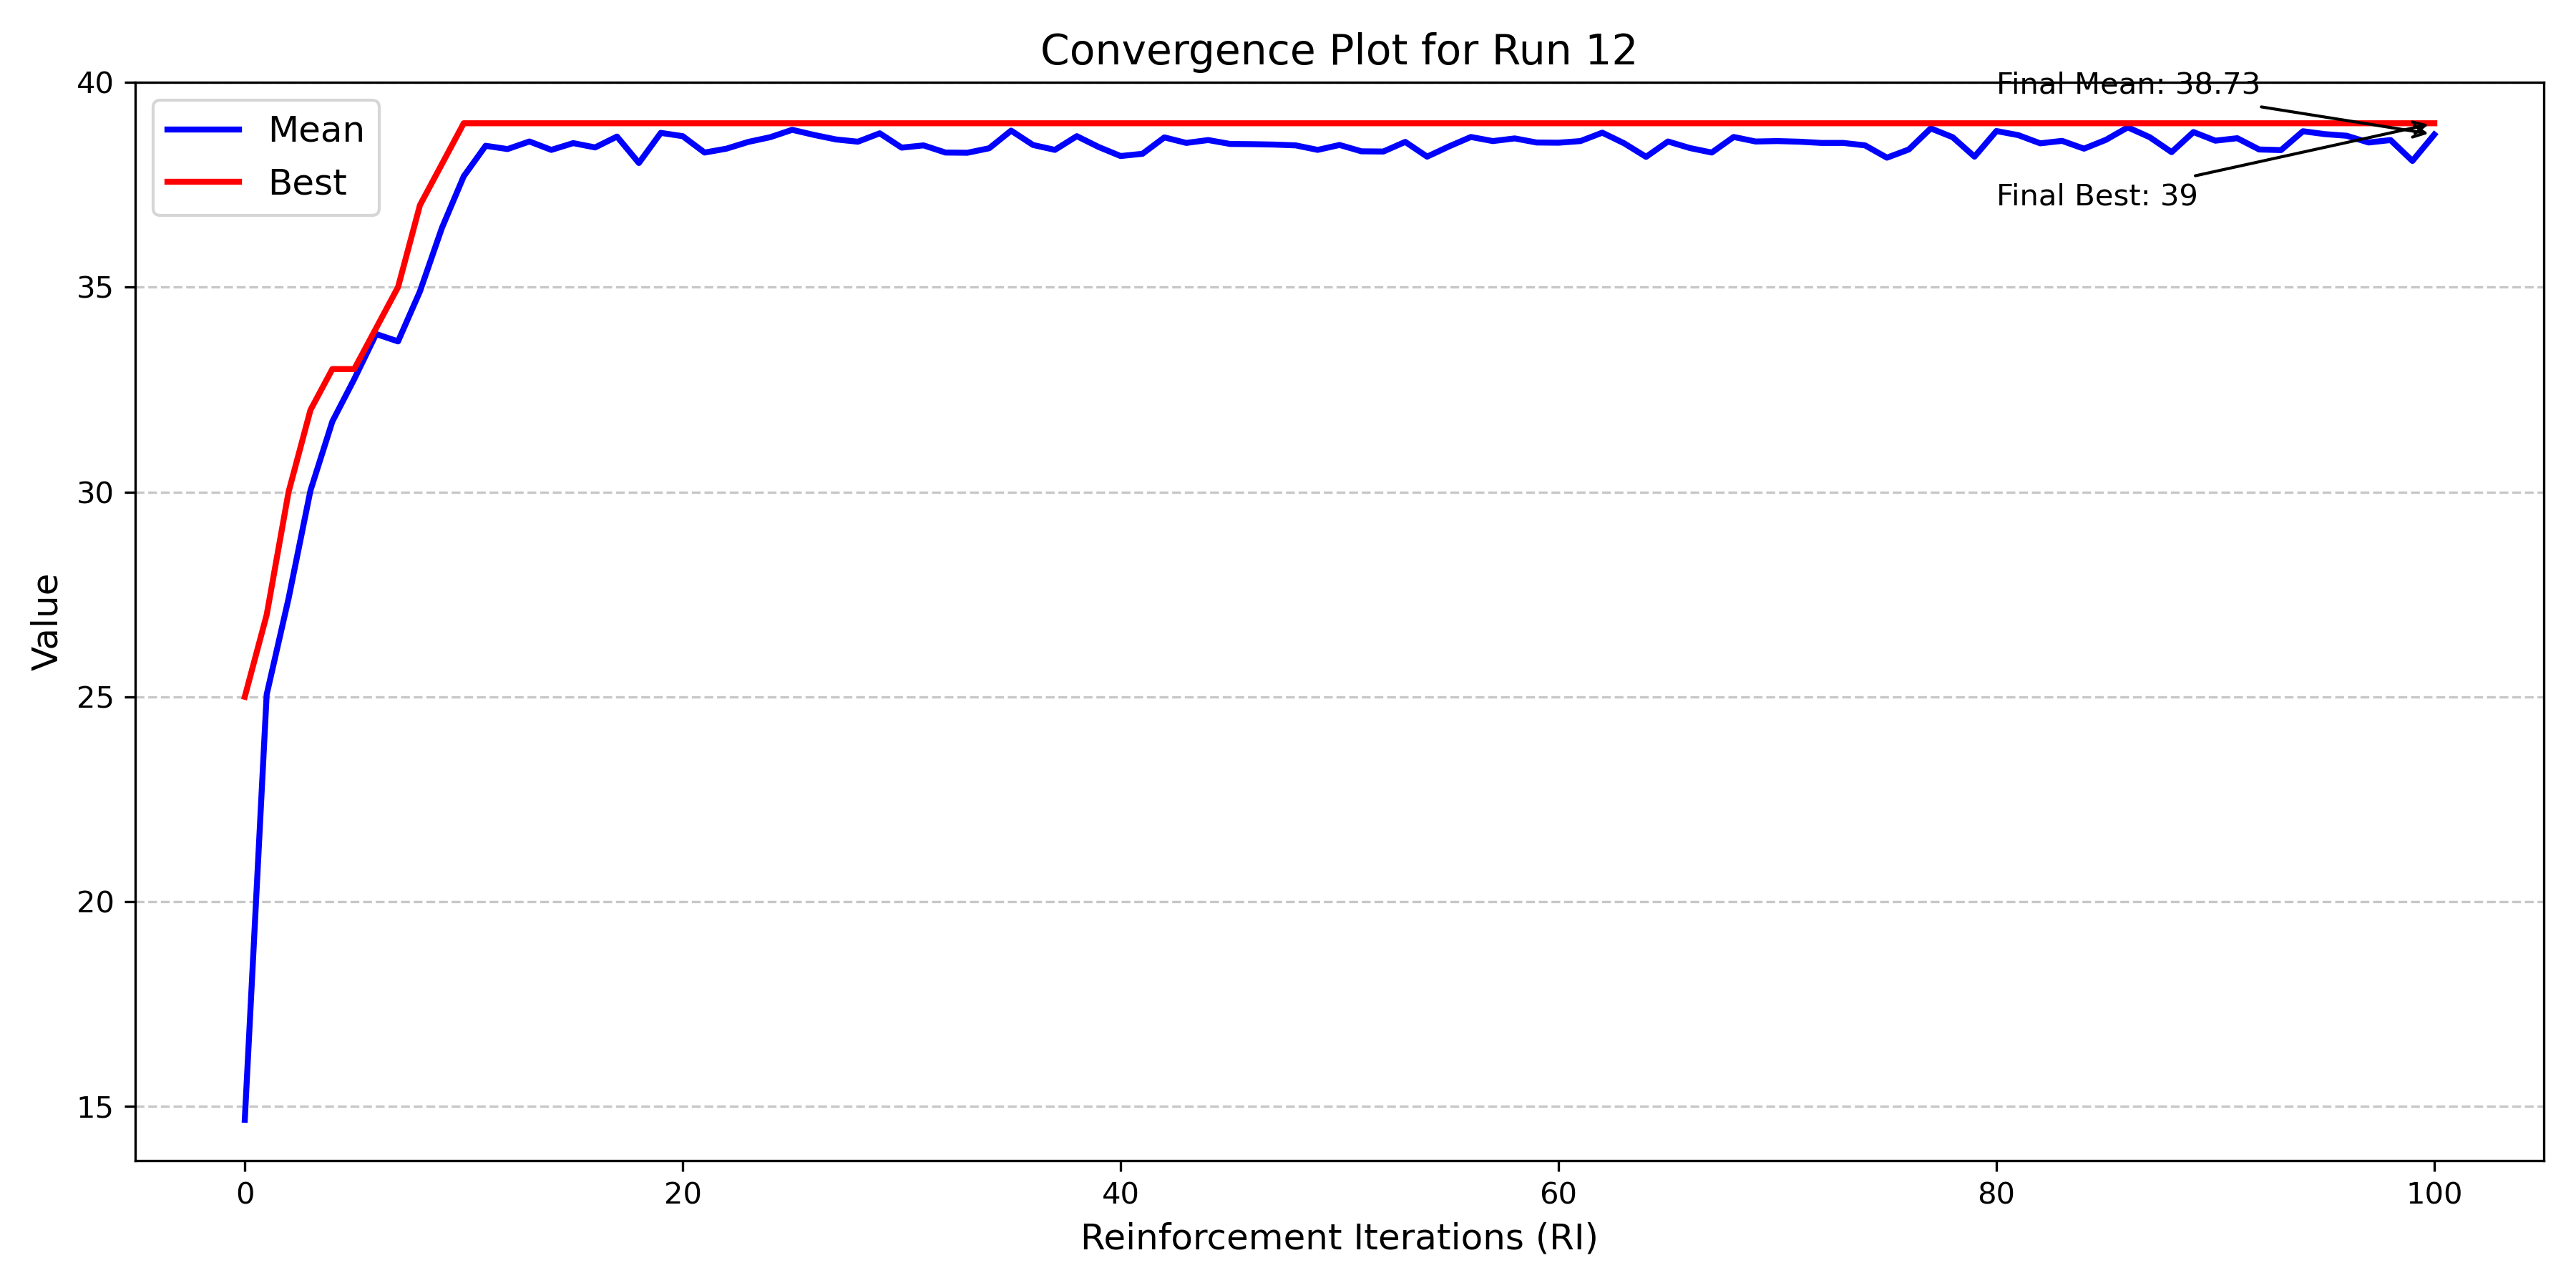 Convergence Plot for Run 12
40
35
30
25
20
15
Value
Mean
Best
Final Mean: 38.73
Final Best: 39
0 20 40 60 80 100
Reinforcement Iterations (RI)